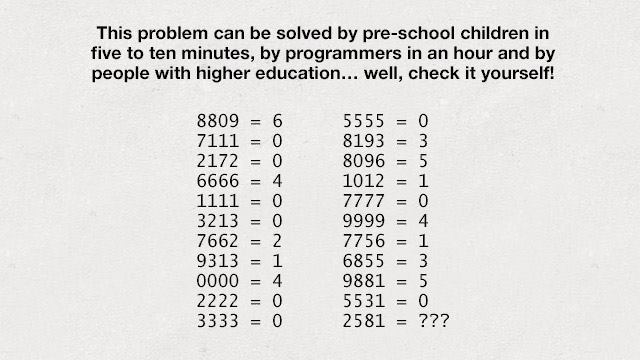 This problem can be solved by pre-school children in
five to ten minutes, by programmers in an hour and by
people with higher education... well, check it yourself!
8809 = 6
7111 = 0
2172 = 0
6666 = 4
1111 = 0
3213 = 0
7662 = 2
9313 = 1
0000 = 4
2222 = 0
3333 = 0
5555 = 0
8193 = 3
8096 = 5
1012 = 1
7777 = 0
9999 = 4
7756 = 1
6855 = 3
9881 = 5
5531 = 0
2581 = ???